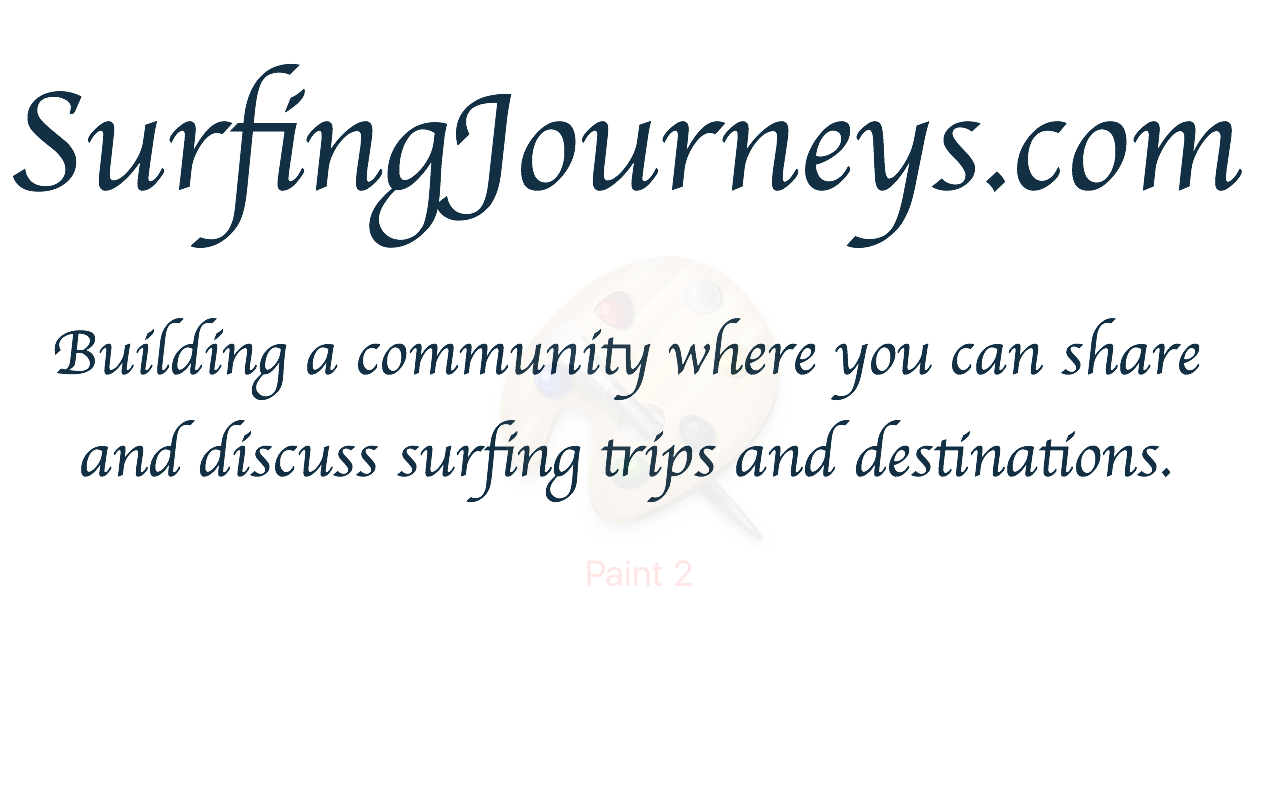 SurfingJourneys.com
Building a community where you can share
and discuss surfing trips and destinations.
Paint 2